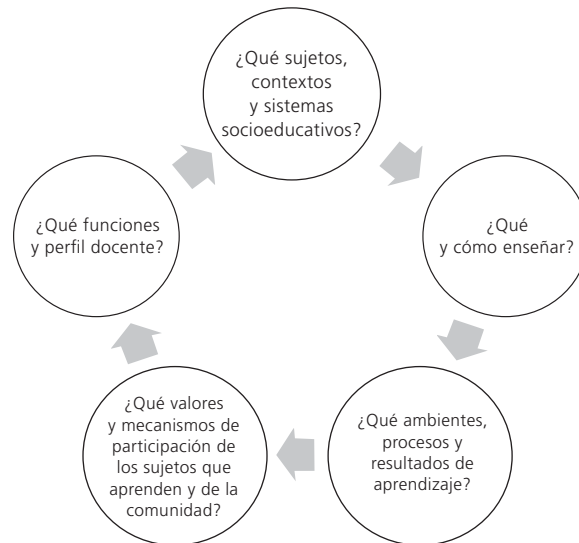 ¿Qué sujetos,
contextos
y sistemas
socioeducativos?
¿Qué
y cómo enseñar?
¿Qué ambientes,
procesos y
resultados de
aprendizaje?
¿Qué valores
y mecanismos de
participación de
los sujetos que
aprenden y de la
comunidad?
¿Qué funciones
y perfil docente?